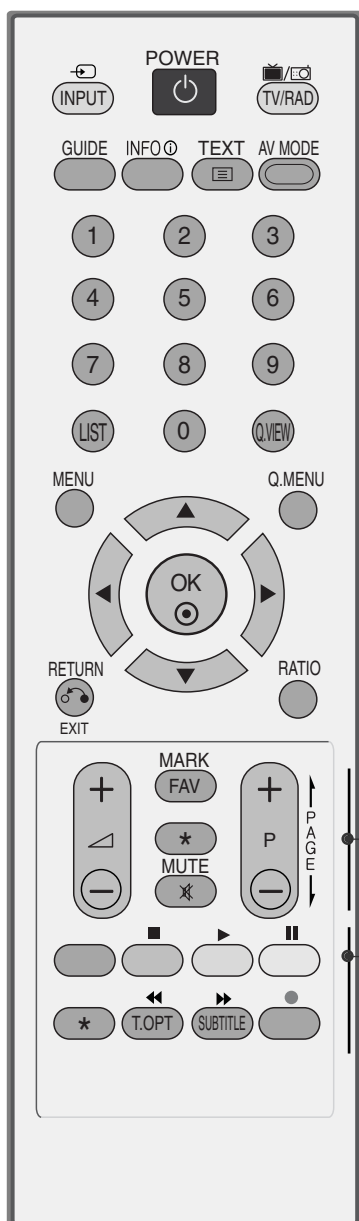 POWER
INPUT
TV/RAD
GUIDE INFO i TEXT AV MODE
1 2 3
4 5 6
7 8 9
LIST 0 Q.VIEW
MENU Q.MENU
OK
RETURN RATIO
EXIT
MARK
FAV
+ +
*
P
PAGE
MUTE
T.OPT SUBTITLE
*